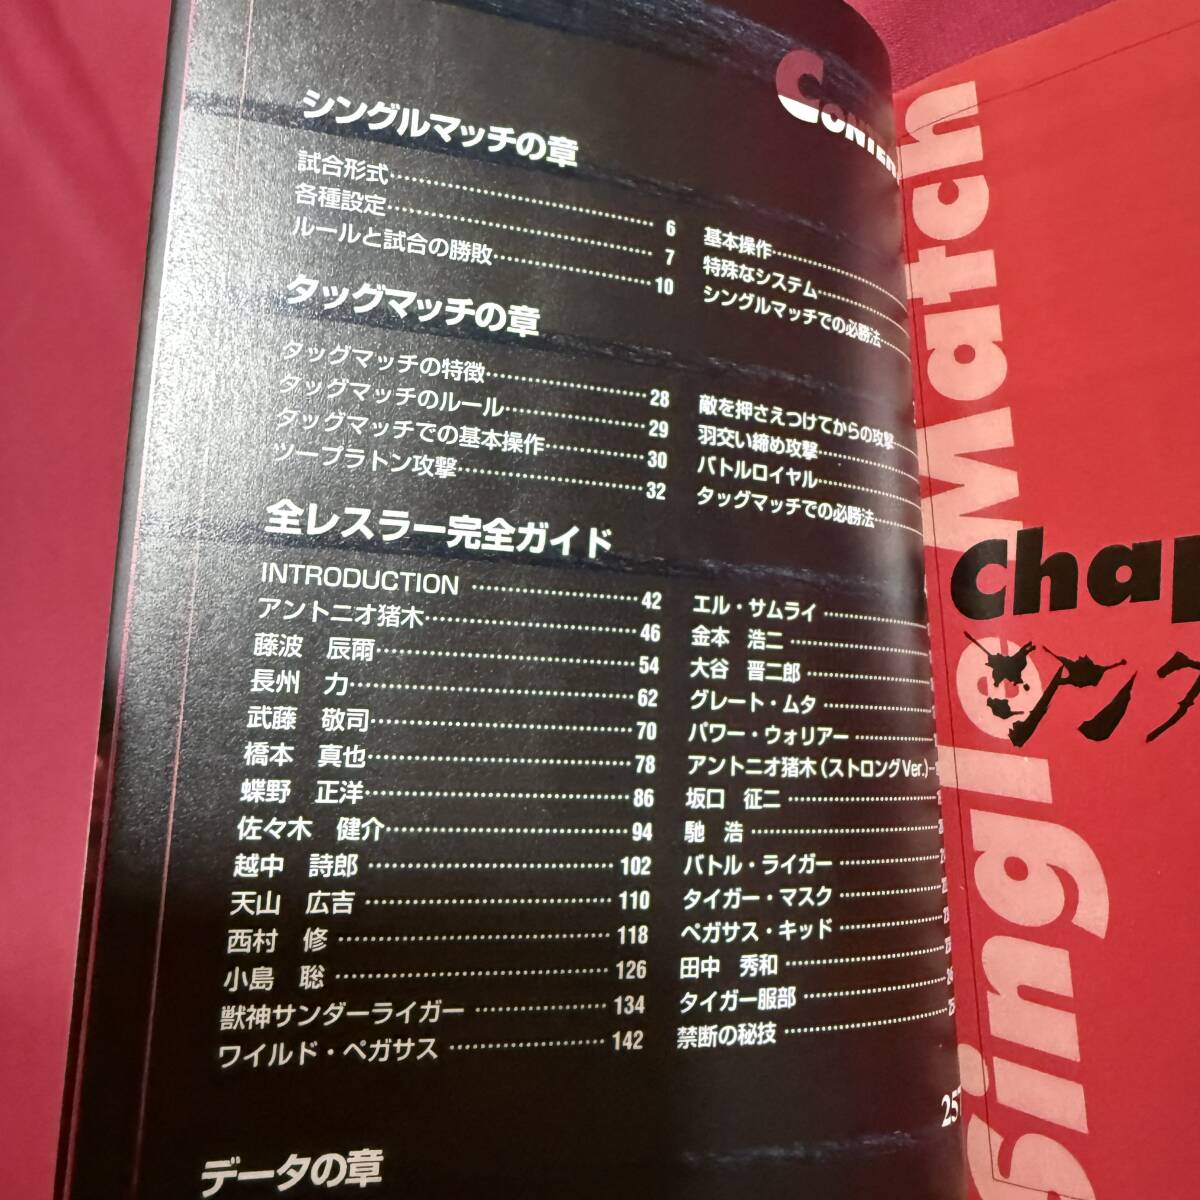 シングルマッチの章
試合形式 6
各種設定 7
ルールと試合の勝敗 10
基本操作
特殊なシステム
シングルマッチでの必勝法
タッグマッチの章
タッグマッチの特徴 28
タッグマッチのルール 29
タッグマッチでの基本操作 30
ツープラトン攻撃 32
敵を押さえつけてからの攻撃
羽交い締め攻撃
バトルロイヤル
タッグマッチでの必勝法
全レスラー完全ガイド
INTRODUCTION 42
アントニオ猪木 46
藤波 辰爾 54
長州 力 62
武藤 敬司 70
橋本 真也 78
蝶野 正洋 86
佐々木 健介 94
越中 詩郎 102
天山 広吉 110
西村 修 118
小島 聡 126
獣神サンダーライガー 134
ワイルド・ペガサス 142
エル・サムライ
金本 浩二
大谷 晋二郎
グレート・ムタ
パワー・ウォリアー
アントニオ猪木(ストロングVer.)
坂口 征二
馳 浩
バトル・ライガー
タイガー・マスク
ペガサス・キッド
田中 秀和
タイガー服部
禁断の秘技
データの章
257
Single Match